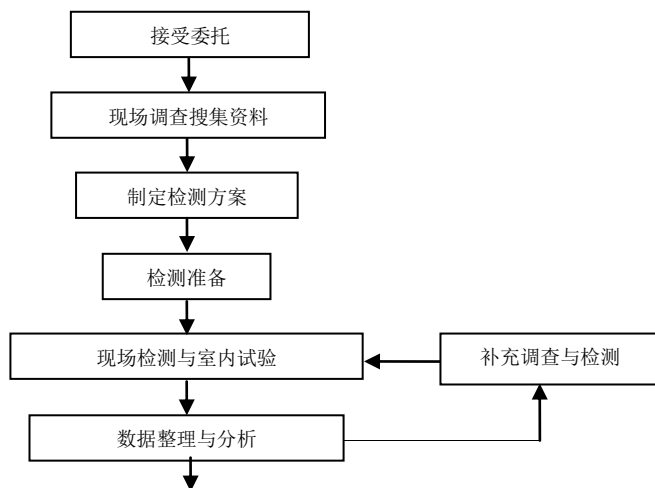 接受委托
现场调查搜集资料
制定检测方案
检测准备
现场检测与室内试验
补充调查与检测
数据整理与分析